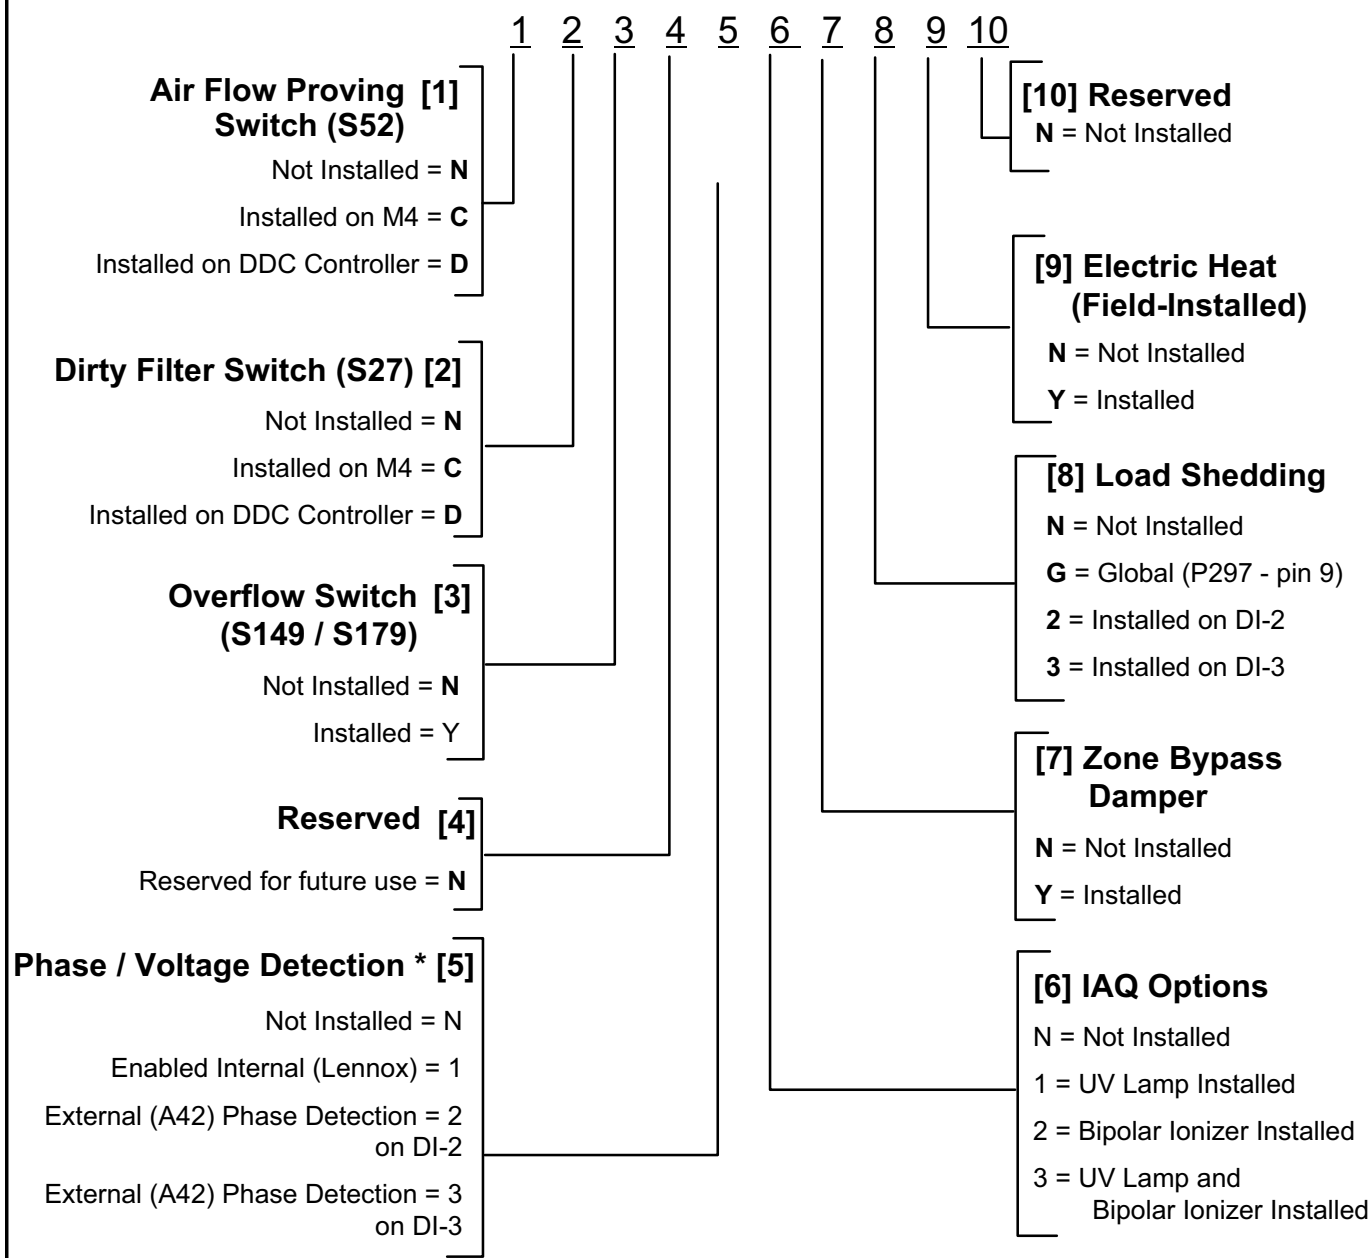 1 2 3 4 5 6 7 8 9 10
Air Flow Proving [1]
Switch (S52)
Not Installed = N
Installed on M4 = C
Installed on DDC Controller = D
Dirty Filter Switch (S27) [2]
Not Installed = N
Installed on M4 = C
Installed on DDC Controller = D
Overflow Switch [3]
(S149 / S179)
Not Installed = N
Installed = Y
Reserved [4]
Reserved for future use = N
Phase / Voltage Detection * [5]
Not Installed = N
Enabled Internal (Lennox) = 1
External (A42) Phase Detection = 2
on DI-2
External (A42) Phase Detection = 3
on DI-3
[10] Reserved
N = Not Installed
[9] Electric Heat
(Field-Installed)
N = Not Installed
Y = Installed
[8] Load Shedding
N = Not Installed
G = Global (P297 - pin 9)
2 = Installed on DI-2
3 = Installed on DI-3
[7] Zone Bypass
Damper
N = Not Installed
Y = Installed
[6] IAQ Options
N = Not Installed
1 = UV Lamp Installed
2 = Bipolar Ionizer Installed
3 = UV Lamp and
Bipolar Ionizer Installed